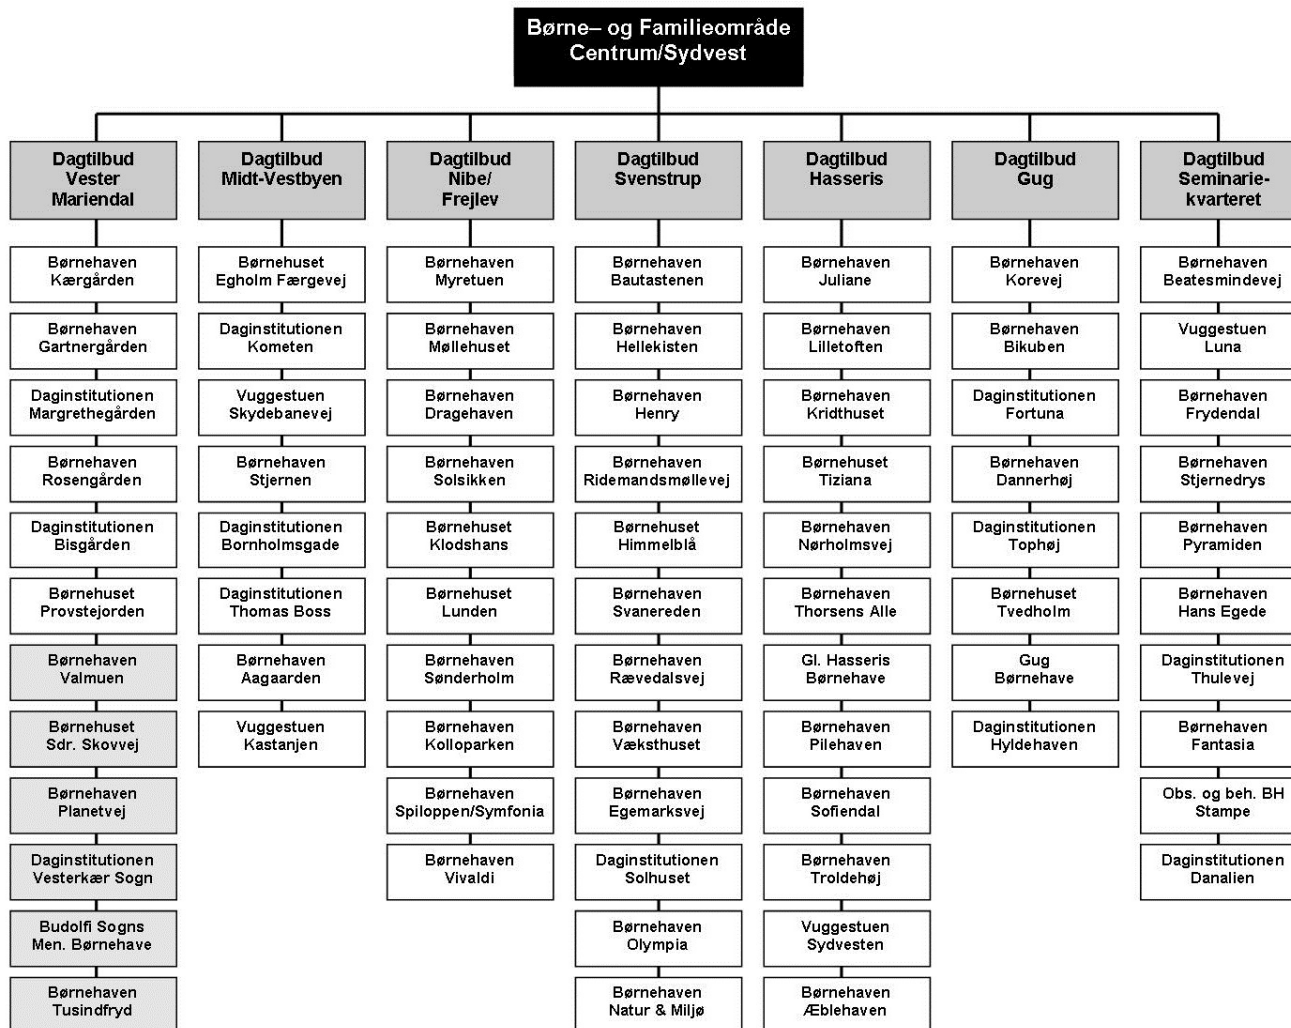 Børne– og Familieområde
Centrum/Sydvest
Dagtilbud
Vester
Mariendal
Børnehaven
Kærgården
Børnehaven
Gartnergården
Daginstitutionen
Margrethegården
Børnehaven
Rosengården
Daginstitutionen
Bisgården
Børnehuset
Provstejorden
Børnehaven
Valmuen
Børnehuset
Sdr. Skovvej
Børnehaven
Planetvej
Daginstitutionen
Vesterkær Sogn
Budolfi Sogns
Men. Børnehave
Børnehaven
Tusindfryd
Dagtilbud
Midt-Vestbyen
Børnehuset
Egholm Færgevej
Daginstitutionen
Kometen
Vuggestuen
Skydebanevej
Børnehaven
Stjernen
Daginstitutionen
Bornholmsgade
Daginstitutionen
Thomas Boss
Børnehaven
Aagaarden
Vuggestuen
Kastanjen
Dagtilbud
Nibe/
Frejlev
Børnehaven
Myretuen
Børnehaven
Møllehuset
Børnehaven
Dragehaven
Børnehaven
Solsikken
Børnehuset
Klodshans
Børnehuset
Lunden
Børnehaven
Sønderholm
Børnehaven
Kolloparken
Børnehaven
Spiloppen/Symfonia
Børnehaven
Vivaldi
Dagtilbud
Svenstrup
Børnehaven
Bautastenen
Børnehaven
Hellekisten
Børnehaven
Henry
Børnehaven
Ridemandsmøllevej
Børnehuset
Himmelblå
Børnehaven
Svanereden
Børnehaven
Rævedalsvej
Børnehaven
Væksthuset
Børnehaven
Egemarksvej
Daginstitutionen
Solhuset
Børnehaven
Olympia
Børnehaven
Natur & Miljø
Dagtilbud
Hasseris
Børnehaven
Juliane
Børnehaven
Lilletoften
Børnehaven
Kridthuset
Børnehuset
Tiziana
Børnehaven
Nørholmsvej
Børnehaven
Thorsens Alle
Gl. Hasseris
Børnehave
Børnehaven
Pilehaven
Børnehaven
Sofiendal
Børnehaven
Troldehøj
Vuggestuen
Sydvesten
Børnehaven
Æblehaven
Dagtilbud
Gug
Børnehaven
Korevej
Børnehaven
Bikuben
Daginstitutionen
Fortuna
Børnehaven
Dannerhøj
Daginstitutionen
Tophøj
Børnehuset
Tvedholm
Gug
Børnehave
Daginstitutionen
Hyldehaven
Dagtilbud
Seminarie-
kvarteret
Børnehaven
Beatesmindevej
Vuggestuen
Luna
Børnehaven
Frydendal
Børnehaven
Stjernedrys
Børnehaven
Pyramiden
Børnehaven
Hans Egede
Daginstitutionen
Thulevej
Børnehaven
Fantasia
Obs. og beh. BH
Stampe
Daginstitutionen
Danalien